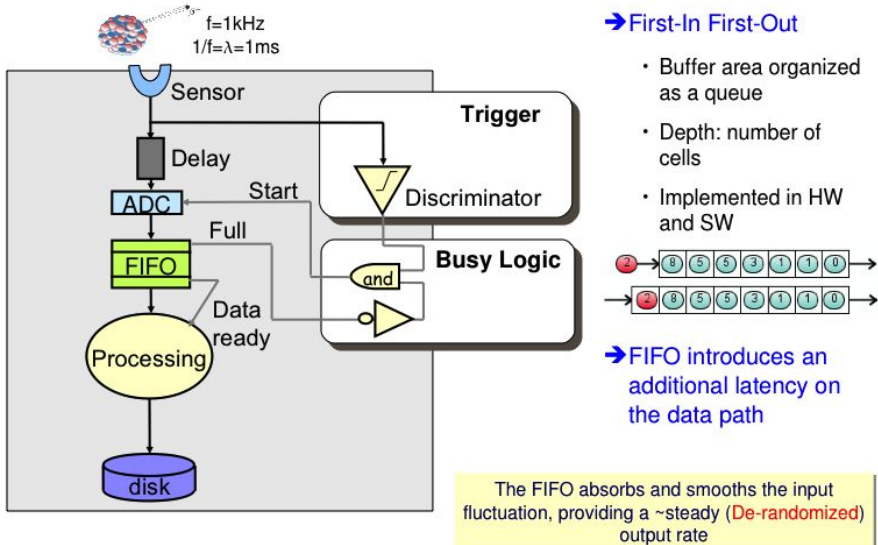 f=1kHz
1/f=λ=1ms
Sensor
Trigger
Delay
Start
Discriminator
ADC
Full
Busy Logic
FIFO
and
Data
ready
Processing
disk
➔First-In First-Out
• Buffer area organized
as a queue
• Depth: number of
cells
• Implemented in HW
and SW
2 8 5 5 3 1 1 0
2 8 5 5 3 1 1 0
➔FIFO introduces an
additional latency on
the data path
The FIFO absorbs and smooths the input
fluctuation, providing a ~steady (De-randomized)
output rate